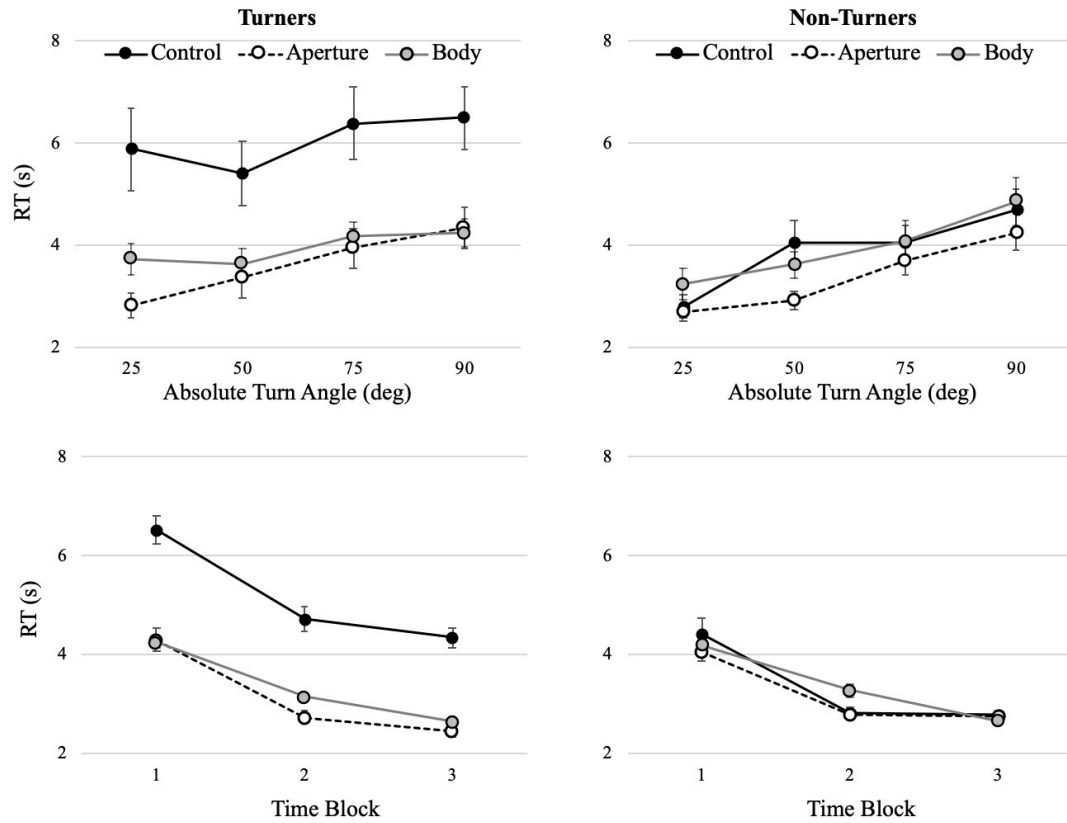 Turners
Non-Turners
8
Control
Aperture
Body
6
4
2
RT (s)
25 50 75 90
Absolute Turn Angle (deg)
8
Control
Aperture
Body
6
4
2
25 50 75 90
Absolute Turn Angle (deg)
8
6
4
2
RT (s)
1 2 3
Time Block
8
6
4
2
1 2 3
Time Block